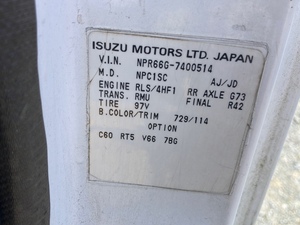 ISUZU MOTORS LTD. JAPAN
V.I.N. NPR66G-7400514
M.D. NPC1SC AJ/JD
ENGINE RLS/4HF1 RR AXLE G73
TRANS. RMU FINAL R42
TIRE 97V
B.COLOR/TRIM 729/114
OPTION
C60 RT5 V66 7BG